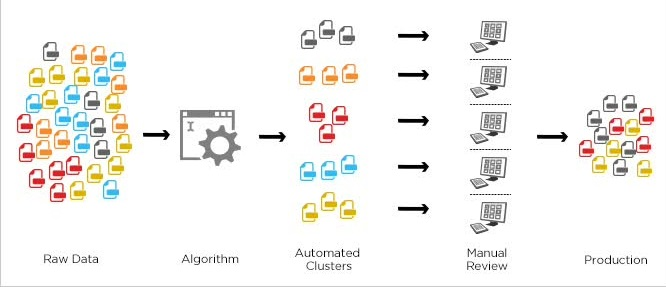 Raw Data
Algorithm
Automated
Clusters
Manual
Review
Production